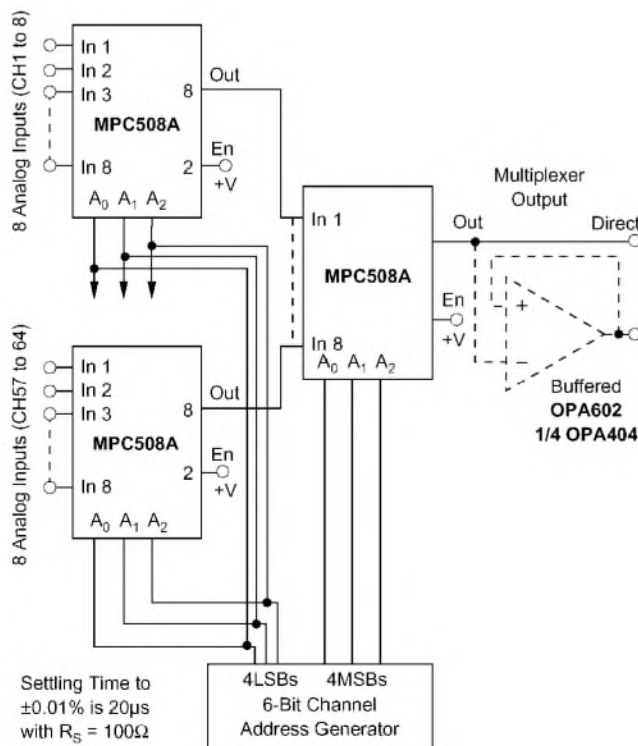 8 Analog Inputs (CH1 to 8)
In 1
In 2
In 3
In 8
MPC508A
8
Out
2
En
+V
A0 A1 A2
8 Analog Inputs (CH57 to 64)
In 1
In 2
In 3
In 8
MPC508A
8
Out
2
En
+V
A0 A1 A2
In 1
MPC508A
In 8
A0 A1 A2
Out
En
+V
Multiplexer
Output
Direct
+
–
Buffered
OPA602
1/4 OPA404
4LSBs 4MSBs
6-Bit Channel
Address Generator
Settling Time to
±0.01% is 20µs
with RS = 100Ω